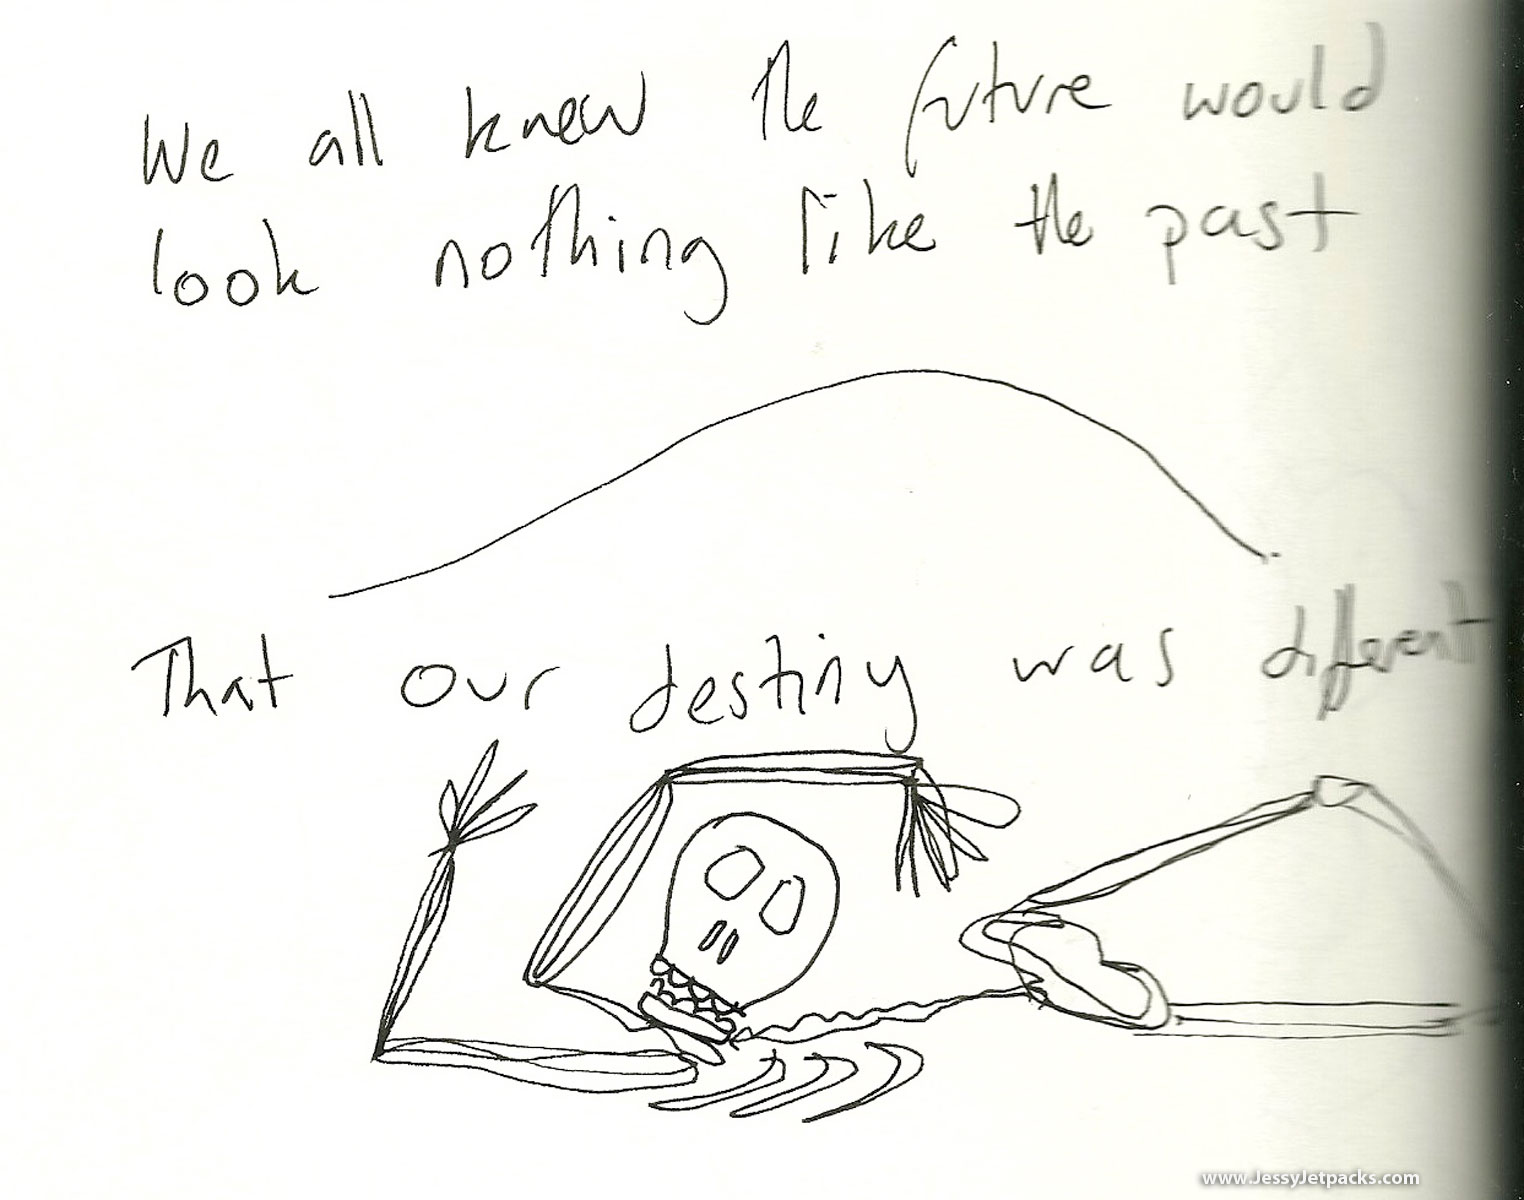 We all knew the future would
look nothing like the past
That our destiny was different
www.JessyJetpacks.com